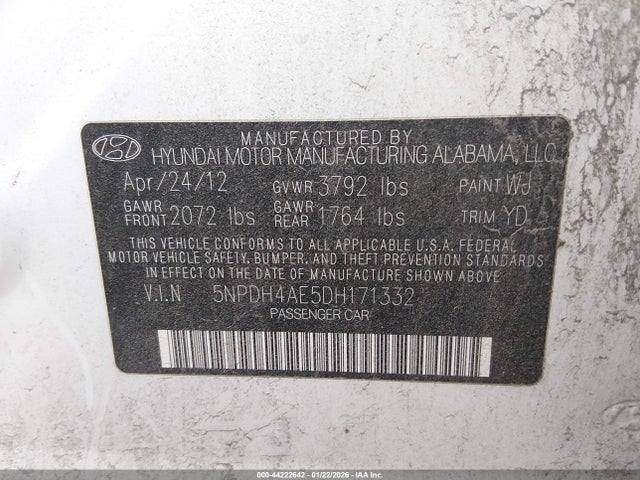 MANUFACTURED BY
HYUNDAI MOTOR MANUFACTURING ALABAMA, LLC
Apr/24/12 GVWR 3792 lbs PAINT WJ
GAWR FRONT 2072 lbs GAWR REAR 1764 lbs TRIM YD
THIS VEHICLE CONFORMS TO ALL APPLICABLE U.S.A. FEDERAL
MOTOR VEHICLE SAFETY, BUMPER, AND THEFT PREVENTION STANDARDS
IN EFFECT ON THE DATE OF MANUFACTURE SHOWN ABOVE.
V.I.N 5NPDH4AE5DH171332
PASSENGER CAR
000-44222642 - 01/22/2026 - IAA Inc.